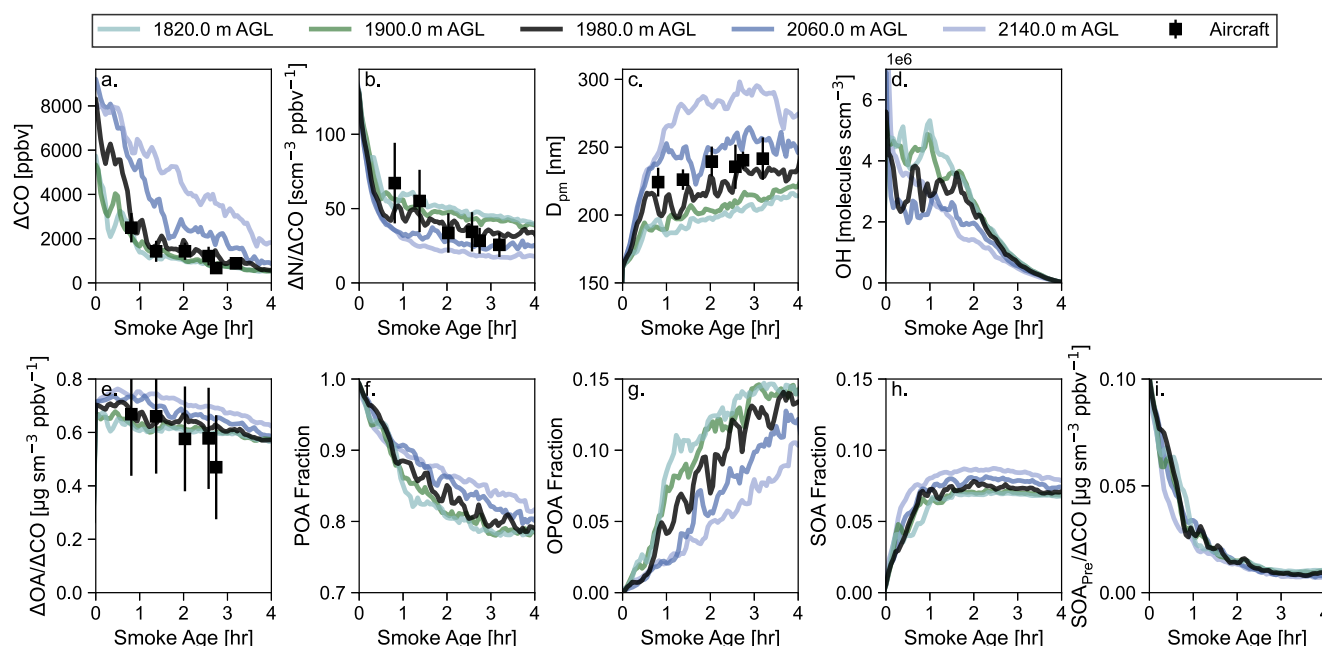 1820.0 m AGL 1900.0 m AGL 1980.0 m AGL 2060.0 m AGL 2140.0 m AGL Aircraft
a.
ΔCO [ppbv]
8000
6000
4000
2000
0
0 1 2 3 4
Smoke Age [hr]
b.
ΔN/ΔCO [scm⁻³ ppbv⁻¹]
100
50
0
0 1 2 3 4
Smoke Age [hr]
c.
Dpm [nm]
300
250
200
150
0 1 2 3 4
Smoke Age [hr]
d.
1e6
OH [molecules scm⁻³]
6
4
2
0
0 1 2 3 4
Smoke Age [hr]
e.
ΔOA/ΔCO [µg sm⁻³ ppbv⁻¹]
0.8
0.6
0.4
0.2
0.0
0 1 2 3 4
Smoke Age [hr]
f.
POA Fraction
1.0
0.9
0.8
0.7
0 1 2 3 4
Smoke Age [hr]
g.
OPOA Fraction
0.15
0.10
0.05
0.00
0 1 2 3 4
Smoke Age [hr]
h.
SOA Fraction
0.15
0.10
0.05
0.00
0 1 2 3 4
Smoke Age [hr]
i.
SOAPre/ΔCO [µg sm⁻³ ppbv⁻¹]
0.10
0.05
0.00
0 1 2 3 4
Smoke Age [hr]